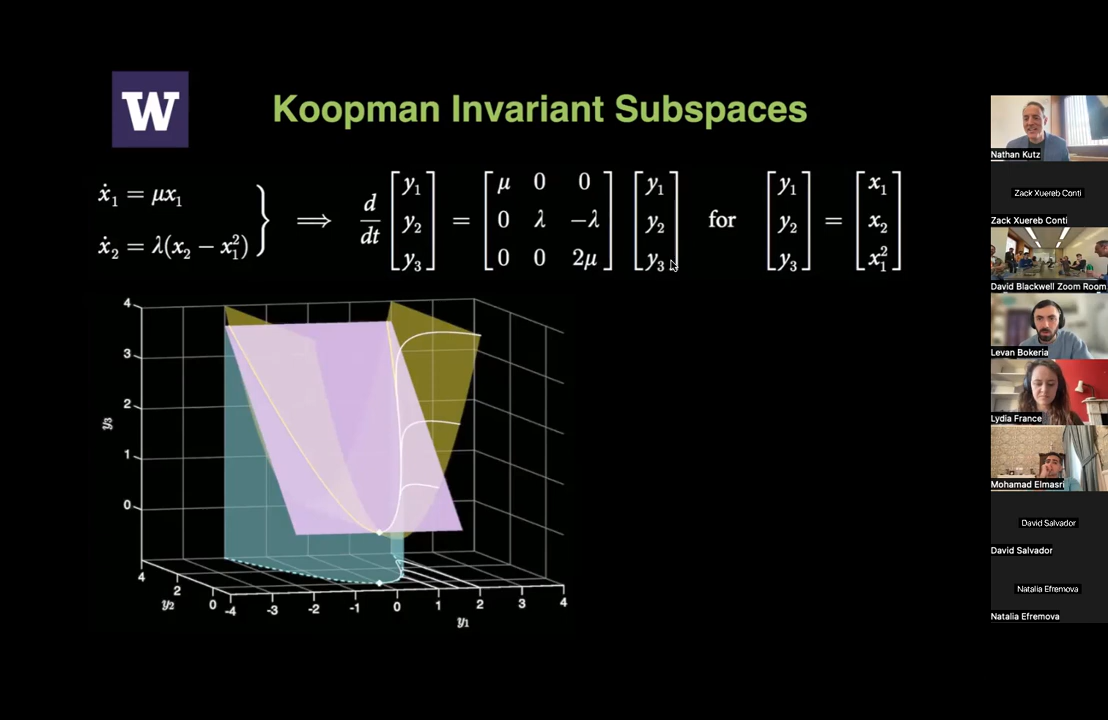 W
Koopman Invariant Subspaces
ẋ₁ = μx₁
ẋ₂ = λ(x₂ − x₁²)
} ⟹ d/dt [y₁ y₂ y₃] = [μ 0 0; 0 λ −λ; 0 0 2μ] [y₁ y₂ y₃] for [y₁ y₂ y₃] = [x₁ x₂ x₁²]
4
3
2
1
0
y₃
4
2
0
y₂
-4
-3
-2
-1
0
1
2
3
4
y₁
Nathan Kutz
Zack Xuereb Conti
Zack Xuereb Conti
David Blackwell Zoom Room
Levan Bokeria
Lydia France
Mohamad Elmasri
David Salvador
David Salvador
Natalia Efremova
Natalia Efremova